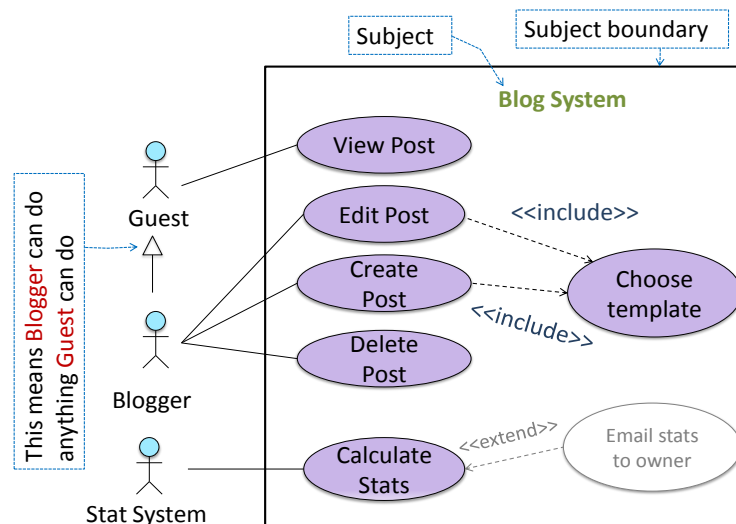 Subject
Subject boundary
Blog System
View Post
Guest
Edit Post
<<include>>
This means Blogger can do
anything Guest can do
Create
Post
Choose
template
<<include>>
Delete
Post
Blogger
Calculate
Stats
<<extend>>
Email stats
to owner
Stat System